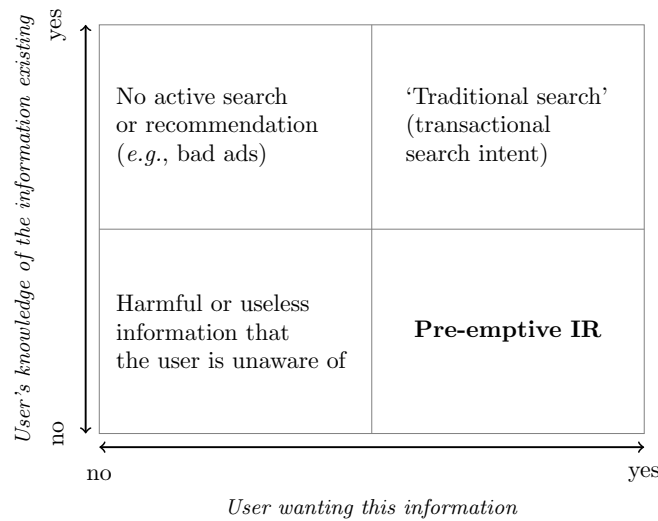 yes
User's knowledge of the information existing
no
No active search
or recommendation
(e.g., bad ads)
‘Traditional search’
(transactional
search intent)
Harmful or useless
information that
the user is unaware of
Pre-emptive IR
no
yes
User wanting this information